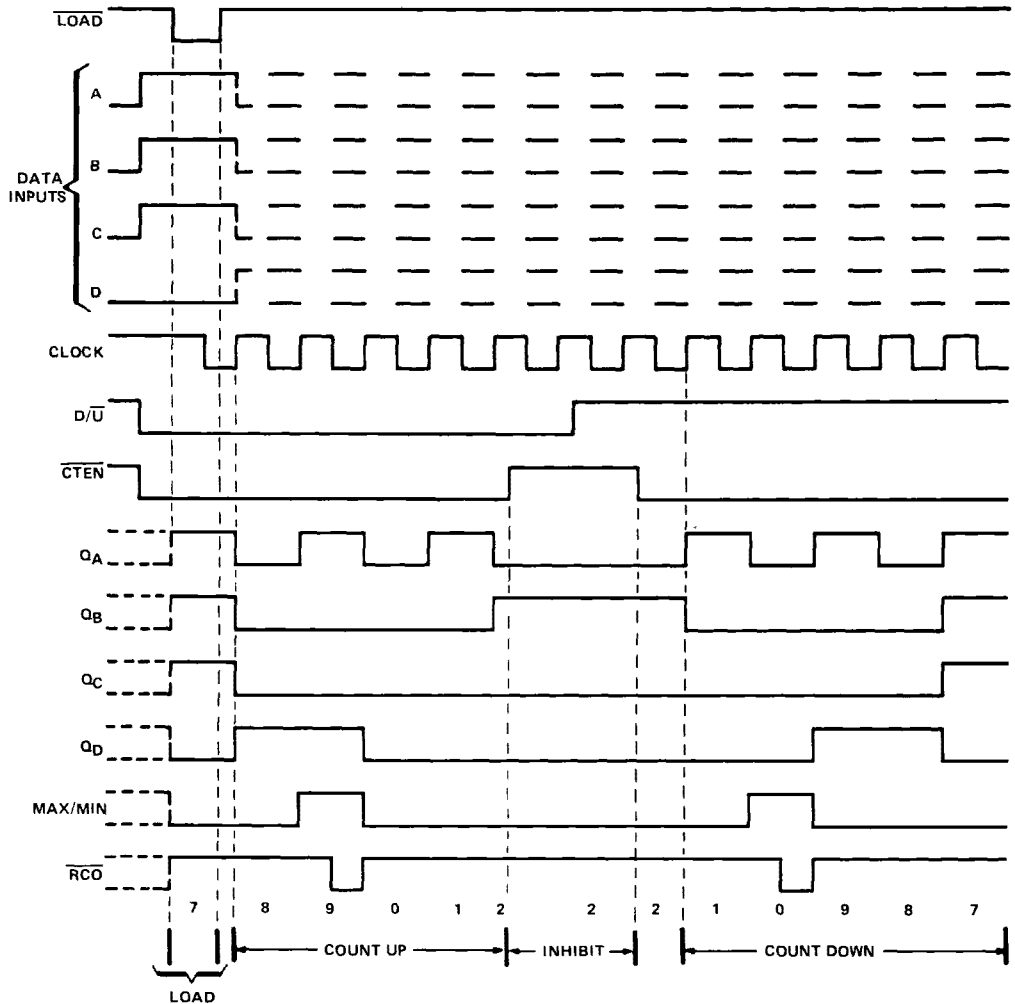 LOAD
A
B
DATA
INPUTS
C
D
CLOCK
D/U
CTEN
QA
QB
QC
QD
MAX/MIN
RCO
7 8 9 0 1 2 2 2 1 0 9 8 7
COUNT UP INHIBIT COUNT DOWN
LOAD